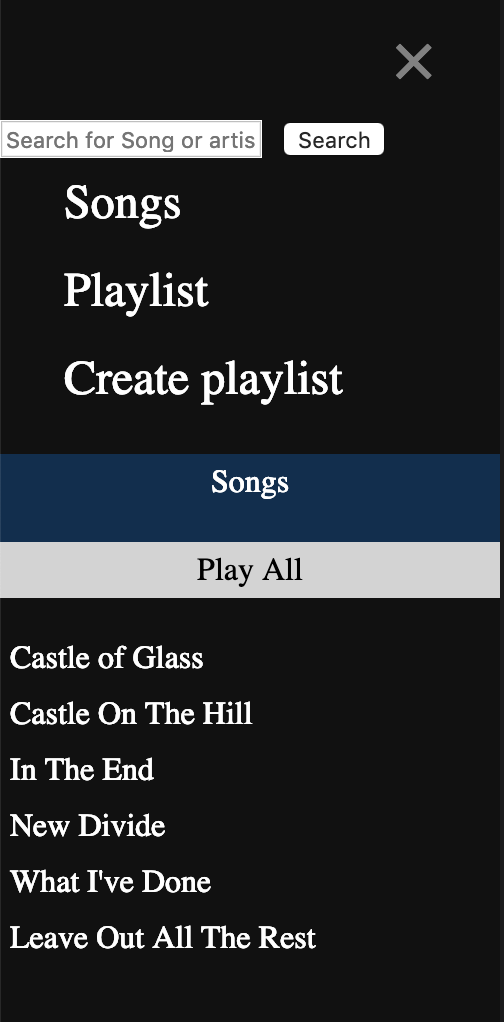 ×
Search for Song or artis
Search
Songs
Playlist
Create playlist
Songs
Play All
Castle of Glass
Castle On The Hill
In The End
New Divide
What I've Done
Leave Out All The Rest